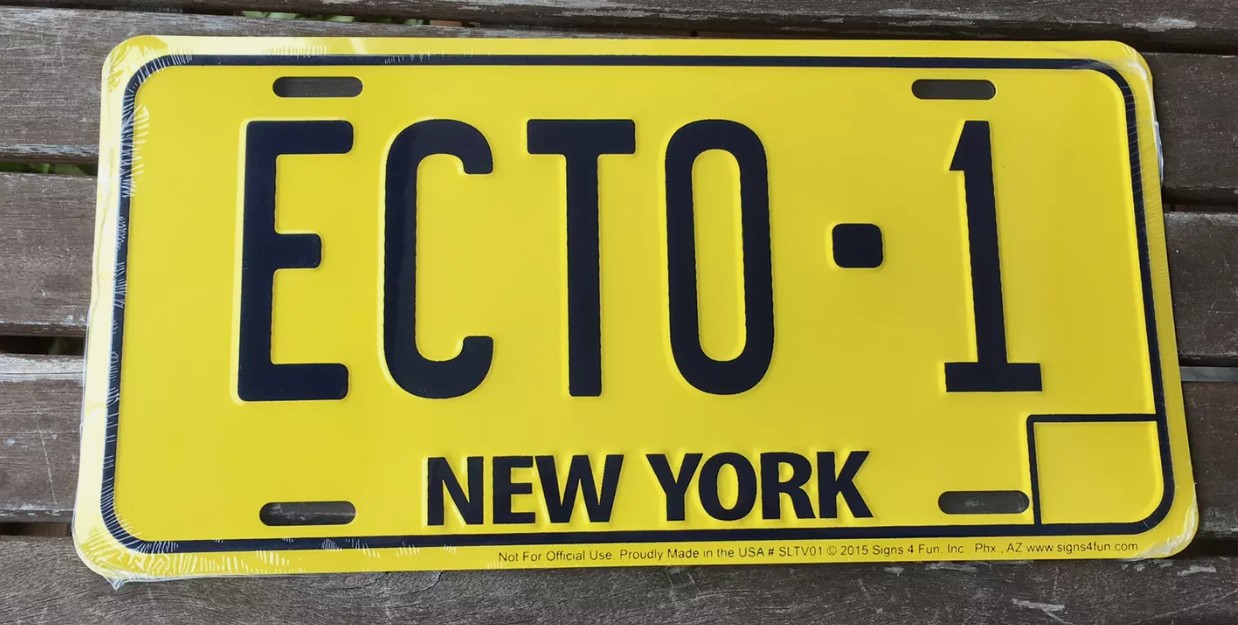 ECTO·1
NEW YORK
Not For Official Use. Proudly Made in the USA # SLTV01 © 2015 Signs 4 Fun. Inc., Phx., AZ www.signs4fun.com